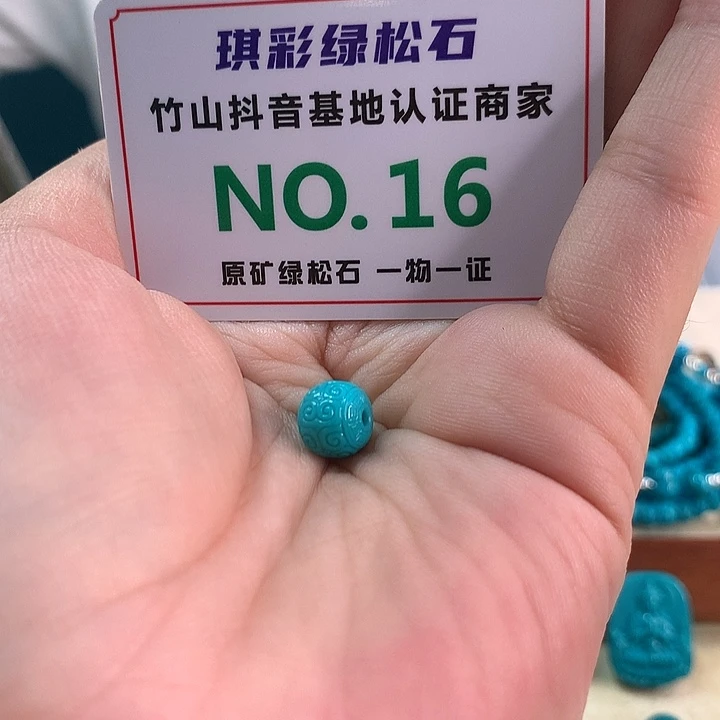 琪彩绿松石
竹山抖音基地认证商家
NO.16
原矿绿松石 一物一证